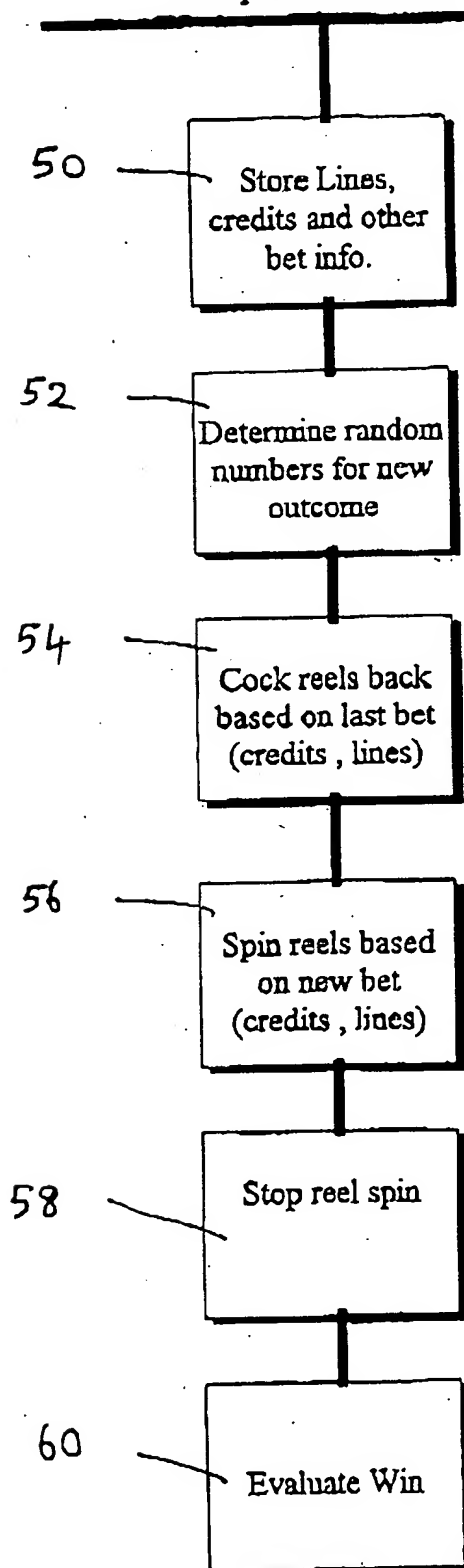 50
Store Lines,
credits and other
bet info.
52
Determine random
numbers for new
outcome
54
Cock reels back
based on last bet
(credits , lines)
56
Spin reels based
on new bet
(credits , lines)
58
Stop reel spin
60
Evaluate Win